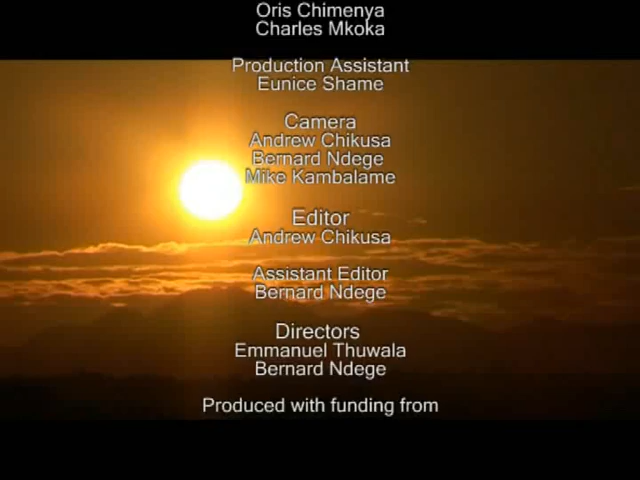 Oris Chimenya
Charles Mkoka
Production Assistant
Eunice Shame
Camera
Andrew Chikusa
Bernard Ndege
Mike Kambalame
Editor
Andrew Chikusa
Assistant Editor
Bernard Ndege
Directors
Emmanuel Thuwala
Bernard Ndege
Produced with funding from